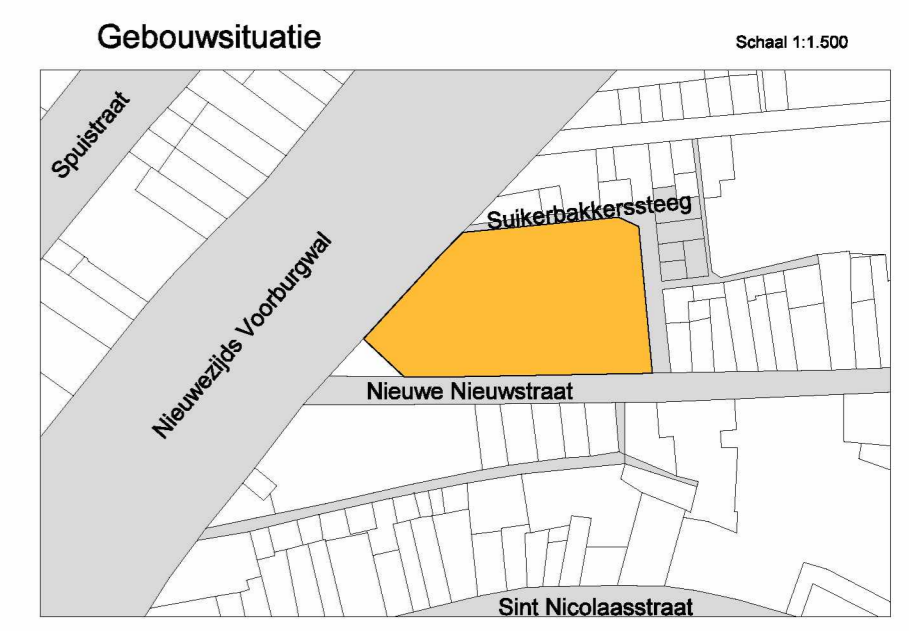 Gebouwsituatie
Schaal 1:1.500
Spuistraat
Suikerbakkerssteeg
Nieuwezijds Voorburgwal
Nieuwe Nieuwstraat
Sint Nicolaasstraat